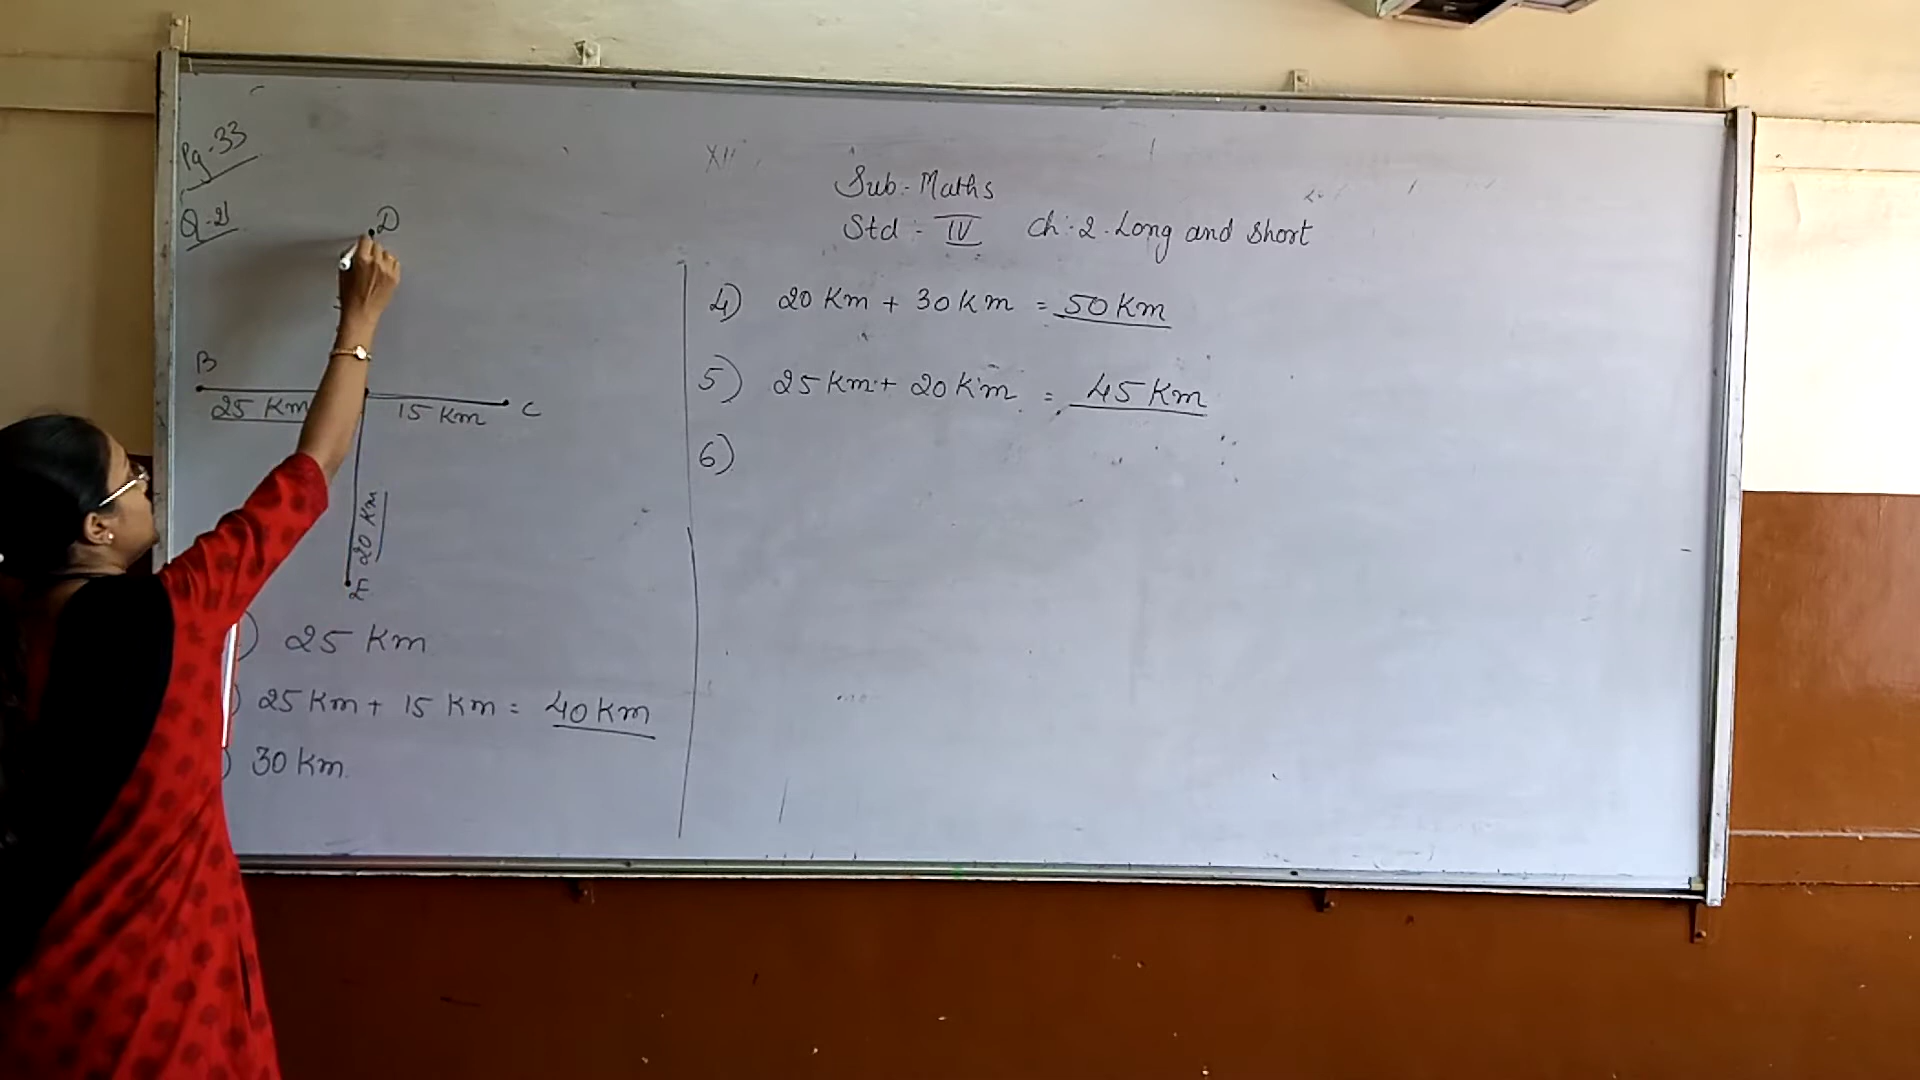 Pg-33
Q-21
D
B
25 Km
15 Km
C
20 Km
E
) 25 Km
) 25 Km + 15 Km = 40 Km
) 30 Km
XII
Sub:- Maths
Std :- IV Ch:-2. Long and Short
4) 20 Km + 30 Km = 50 Km
5) 25 Km + 20 Km = 45 Km
6)